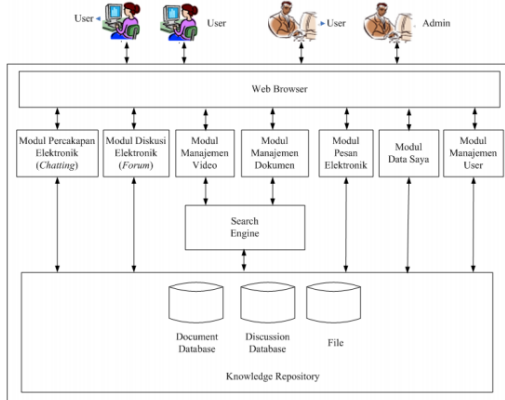 User
User
User
Admin
Web Browser
Modul Percakapan
Elektronik
(Chatting)
Modul Diskusi
Elektronik
(Forum)
Modul
Manajemen
Video
Modul
Manajemen
Dokumen
Modul
Pesan
Elektronik
Modul
Data Saya
Modul
Manajemen
User
Search
Engine
Document
Database
Discussion
Database
File
Knowledge Repository